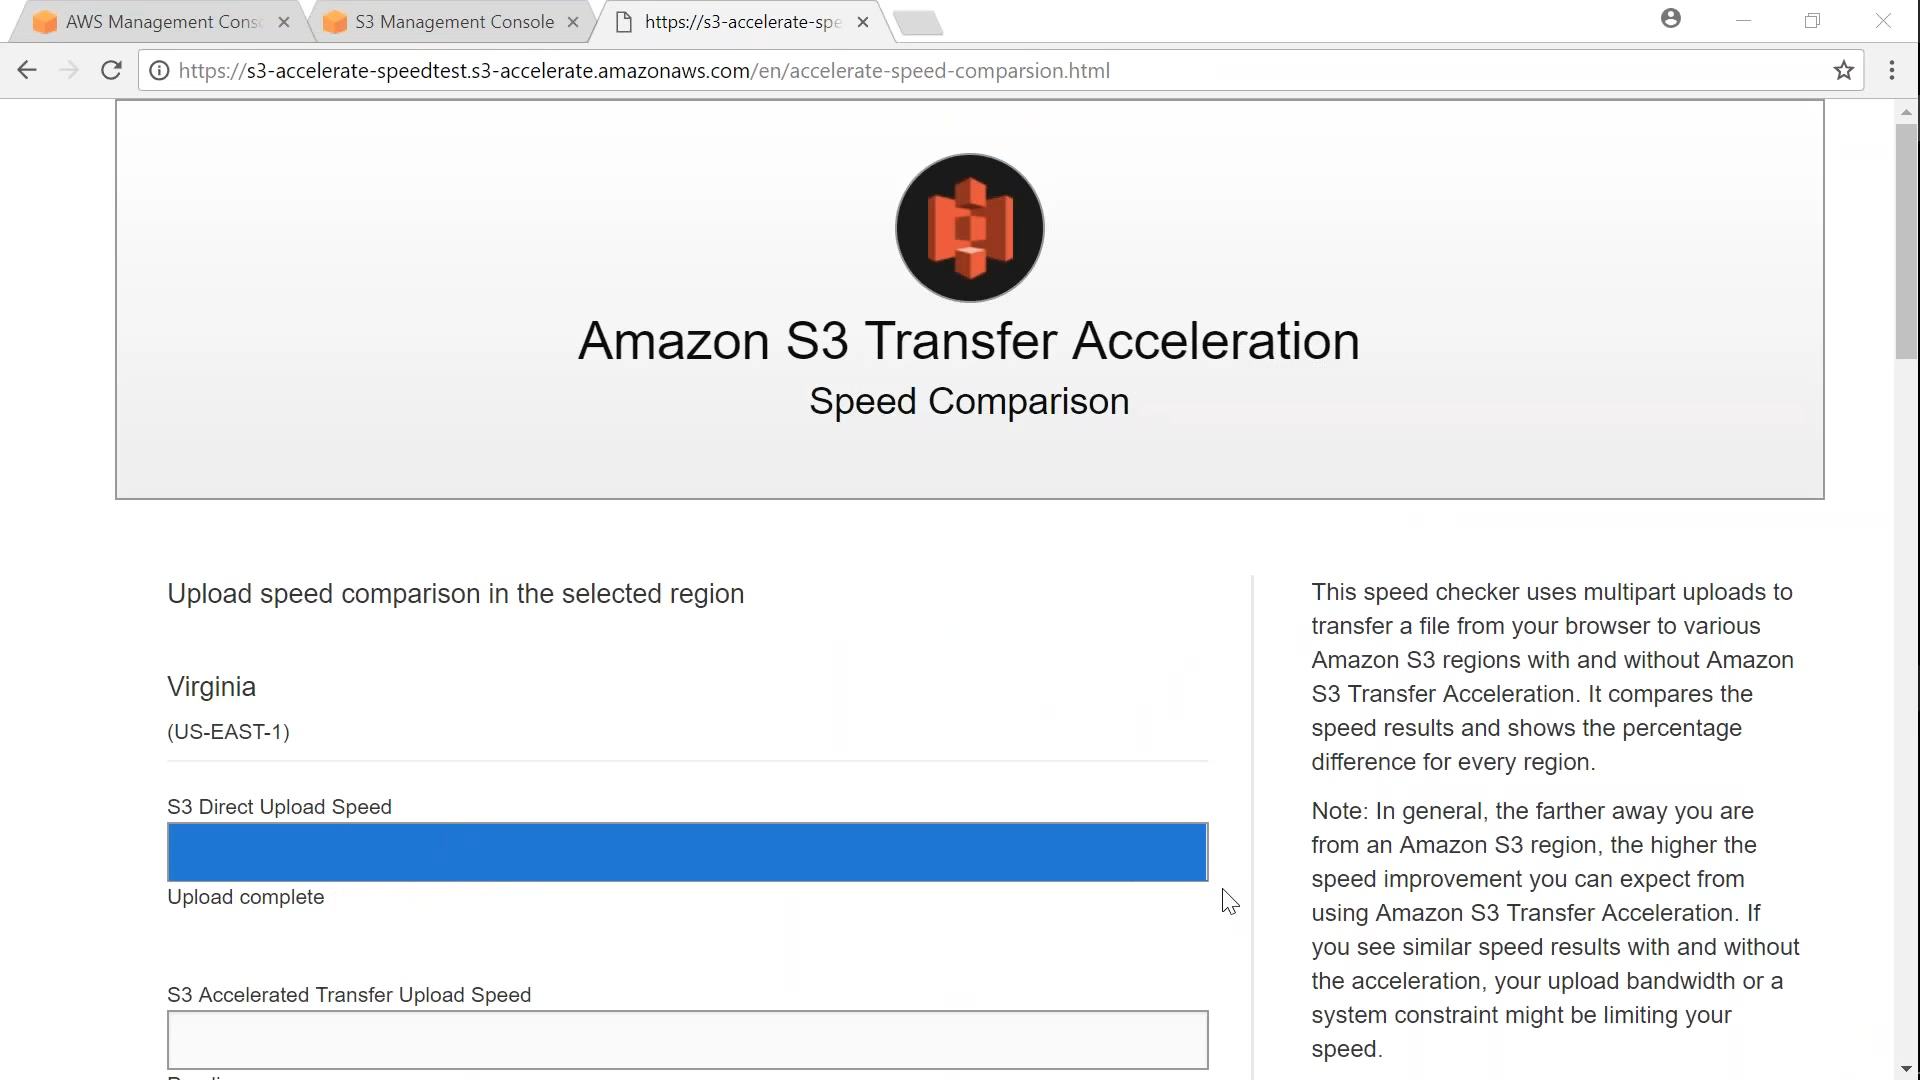 AWS Management Cons
S3 Management Console
https://s3-accelerate-spe
https://s3-accelerate-speedtest.s3-accelerate.amazonaws.com/en/accelerate-speed-comparsion.html
Amazon S3 Transfer Acceleration
Speed Comparison
Upload speed comparison in the selected region
Virginia
(US-EAST-1)
S3 Direct Upload Speed
Upload complete
S3 Accelerated Transfer Upload Speed
This speed checker uses multipart uploads to
transfer a file from your browser to various
Amazon S3 regions with and without Amazon
S3 Transfer Acceleration. It compares the
speed results and shows the percentage
difference for every region.
Note: In general, the farther away you are
from an Amazon S3 region, the higher the
speed improvement you can expect from
using Amazon S3 Transfer Acceleration. If
you see similar speed results with and without
the acceleration, your upload bandwidth or a
system constraint might be limiting your
speed.